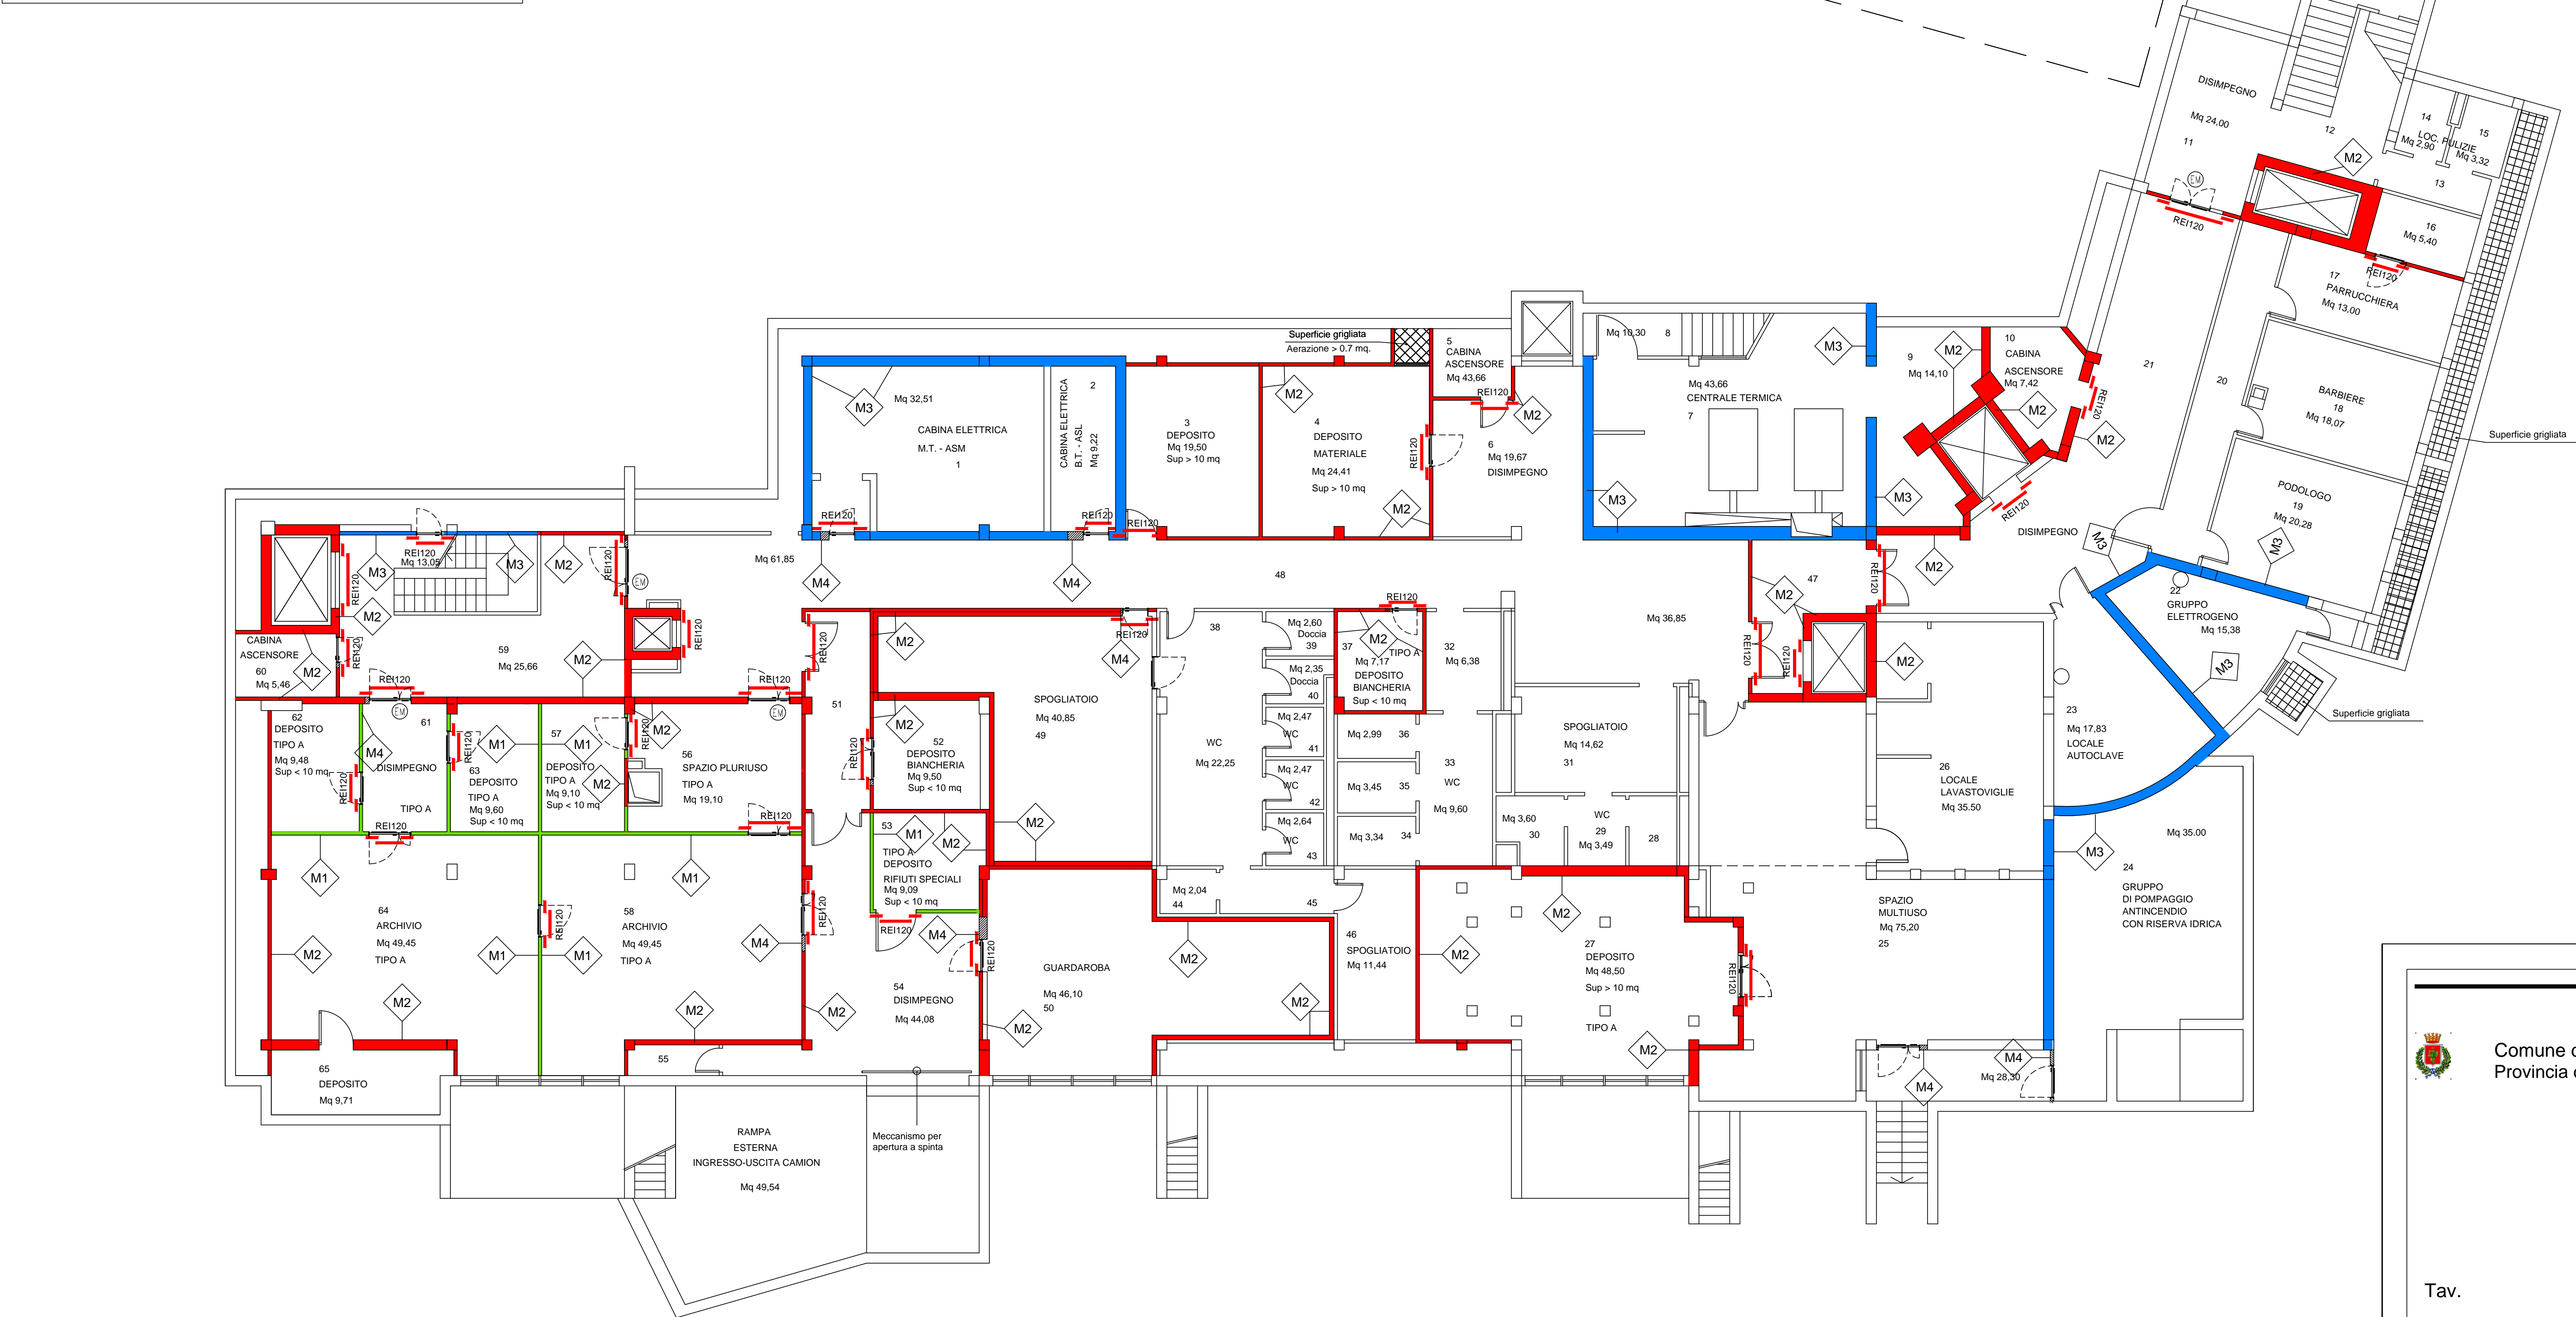 DISIMPEGNO
Mq 24,00
11
12
14
LOC. PULIZIE
Mq 2,90
15
Mq 3,32
13
M2
EM
REI120
16
Mq 5,40
REI120
17
PARRUCCHIERA
Mq 13,00
21
20
BARBIERE
18
Mq 18,07
Superficie grigliata
PODOLOGO
19
Mq 20,28
M3
M3
DISIMPEGNO
22
GRUPPO
ELETTROGENO
Mq 15,38
M3
Superficie grigliata
Superficie grigliata
Aerazione > 0.7 mq.
5
CABINA
ASCENSORE
Mq 43,66
REI120
M2
Mq 10,30
8
M3
Mq 43,66
CENTRALE TERMICA
7
M3
9
Mq 14,10
M2
10
CABINA
ASCENSORE
Mq 7,42
M2
REI120
M2
REI120
M3
M3
Mq 32,51
CABINA ELETTRICA
M.T. - ASM
1
2
CABINA ELETTRICA
B.T. - ASL
Mq 9,22
3
DEPOSITO
Mq 19,50
Sup > 10 mq
M2
4
DEPOSITO
MATERIALE
Mq 24,41
Sup > 10 mq
M2
REI120
6
Mq 19,67
DISIMPEGNO
REI120
REI120
REI120
M4
M4
Mq 61,85
48
REI120
Mq 13,05
M3
M3
M2
REI120
REI120
EM
M2
REI120
CABINA
ASCENSORE
60
Mq 5,46
M2
REI120
59
Mq 25,66
M2
REI120
EM
REI120
EM
REI120
M2
M4
REI120
SPOGLIATOIO
Mq 40,85
49
38
WC
Mq 22,25
Mq 2,60
Doccia
39
Mq 2,35
Doccia
40
Mq 2,47
WC
41
Mq 2,47
WC
42
Mq 2,64
WC
43
REI120
M2
TIPO A
37
Mq 7,17
DEPOSITO
BIANCHERIA
Sup < 10 mq
32
Mq 6,38
Mq 2,99
36
Mq 3,45
35
Mq 3,34
34
33
WC
Mq 9,60
Mq 36,85
SPOGLIATOIO
Mq 14,62
31
Mq 3,60
30
WC
29
Mq 3,49
28
47
M2
REI120
REI120
REI120
M2
M2
23
Mq 17,83
LOCALE
AUTOCLAVE
26
LOCALE
LAVASTOVIGLIE
Mq 35.50
62
DEPOSITO
TIPO A
Mq 9,48
Sup < 10 mq
REI120
M4
61
DISIMPEGNO
TIPO A
REI120
REI120
M1
63
DEPOSITO
TIPO A
Mq 9,60
Sup < 10 mq
57
M1
DEPOSITO
TIPO A
Mq 9,10
Sup < 10 mq
M2
REI120
M2
56
SPAZIO PLURIUSO
TIPO A
Mq 19,10
REI120
51
REI120
M2
52
DEPOSITO
BIANCHERIA
Mq 9,50
Sup < 10 mq
53
M1
M2
TIPO A
DEPOSITO
RIFIUTI SPECIALI
Mq 9,09
Sup < 10 mq
REI120
M2
M1
64
ARCHIVIO
Mq 49,45
TIPO A
M2
M1
M2
REI120
M1
M1
58
ARCHIVIO
Mq 49,45
TIPO A
M2
M4
REI120
M4
REI120
54
DISIMPEGNO
Mq 44,08
M2
M2
GUARDAROBA
Mq 46,10
50
M2
M2
Mq 2,04
44
45
46
SPOGLIATOIO
Mq 11,44
M2
M2
27
DEPOSITO
Mq 48,50
Sup > 10 mq
TIPO A
M2
REI120
SPAZIO
MULTIUSO
Mq 75,20
25
M3
Mq 35.00
24
GRUPPO
DI POMPAGGIO
ANTINCENDIO
CON RISERVA IDRICA
M4
M4
Mq 28,30
65
DEPOSITO
Mq 9,71
55
RAMPA
ESTERNA
INGRESSO-USCITA CAMION
Mq 49,54
Meccanismo per
apertura a spinta
Comune
Provincia
Tav.